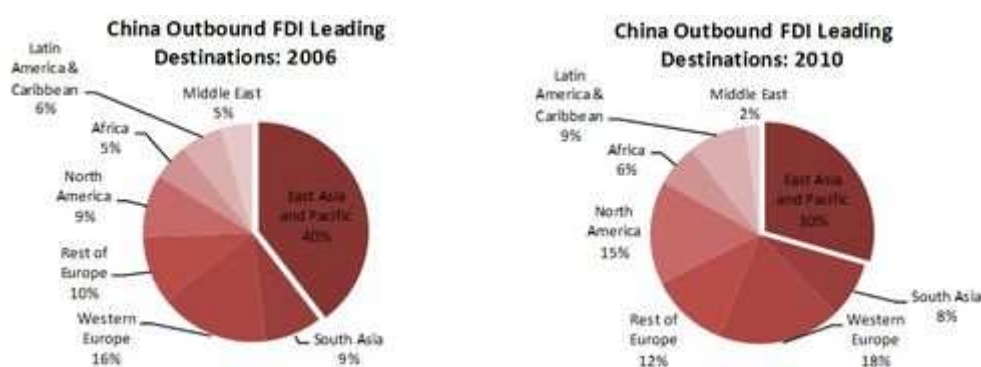 China Outbound FDI Leading
Destinations: 2006
Latin
America &
Caribbean
6%
Middle East
5%
Africa
5%
North
America
9%
Rest of
Europe
10%
Western
Europe
16%
South Asia
9%
East Asia
and Pacific
40%
China Outbound FDI Leading
Destinations: 2010
Latin
America &
Caribbean
9%
Middle East
2%
Africa
6%
North
America
15%
Rest of
Europe
12%
Western
Europe
18%
South Asia
8%
East Asia
and Pacific
30%